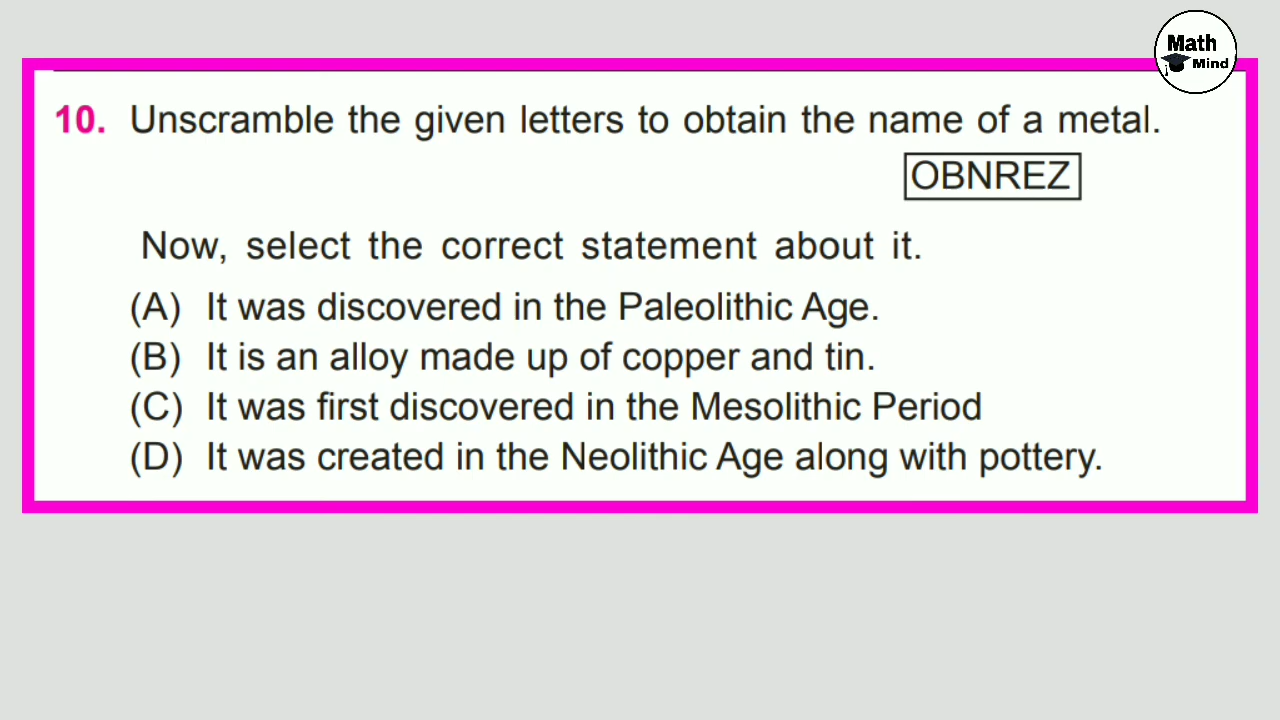 Math
Mind
10. Unscramble the given letters to obtain the name of a metal.
OBNREZ
Now, select the correct statement about it.
(A) It was discovered in the Paleolithic Age.
(B) It is an alloy made up of copper and tin.
(C) It was first discovered in the Mesolithic Period
(D) It was created in the Neolithic Age along with pottery.